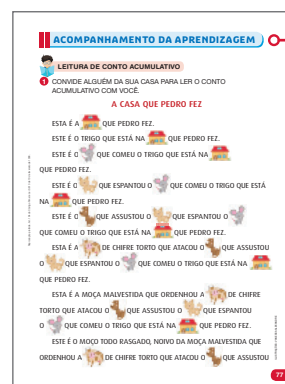 ACOMPANHAMENTO DA APRENDIZAGEM
LEITURA DE CONTO ACUMULATIVO
1 CONVIDE ALGUÉM DA SUA CASA PARA LER O CONTO
ACUMULATIVO COM VOCÊ.
A CASA QUE PEDRO FEZ
ESTA É A QUE PEDRO FEZ.
ESTE É O TRIGO QUE ESTÁ NA QUE PEDRO FEZ.
ESTE É O QUE COMEU O TRIGO QUE ESTÁ NA
QUE PEDRO FEZ.
ESTE É O QUE ESPANTOU O QUE COMEU O TRIGO QUE ESTÁ
NA QUE PEDRO FEZ.
ESTE É O QUE ASSUSTOU O QUE ESPANTOU O
QUE COMEU O TRIGO QUE ESTÁ NA QUE PEDRO FEZ.
ESTA É A DE CHIFRE TORTO QUE ATACOU O QUE ASSUSTOU
O QUE ESPANTOU O QUE COMEU O TRIGO QUE ESTÁ NA
QUE PEDRO FEZ.
ESTA É A MOÇA MALVESTIDA QUE ORDENHOU A DE CHIFRE
TORTO QUE ATACOU O QUE ASSUSTOU O QUE ESPANTOU
O QUE COMEU O TRIGO QUE ESTÁ NA QUE PEDRO FEZ.
ESTE É O MOÇO TODO RASGADO, NOIVO DA MOÇA MALVESTIDA QUE
ORDENHOU A DE CHIFRE TORTO QUE ATACOU O QUE ASSUSTOU
77